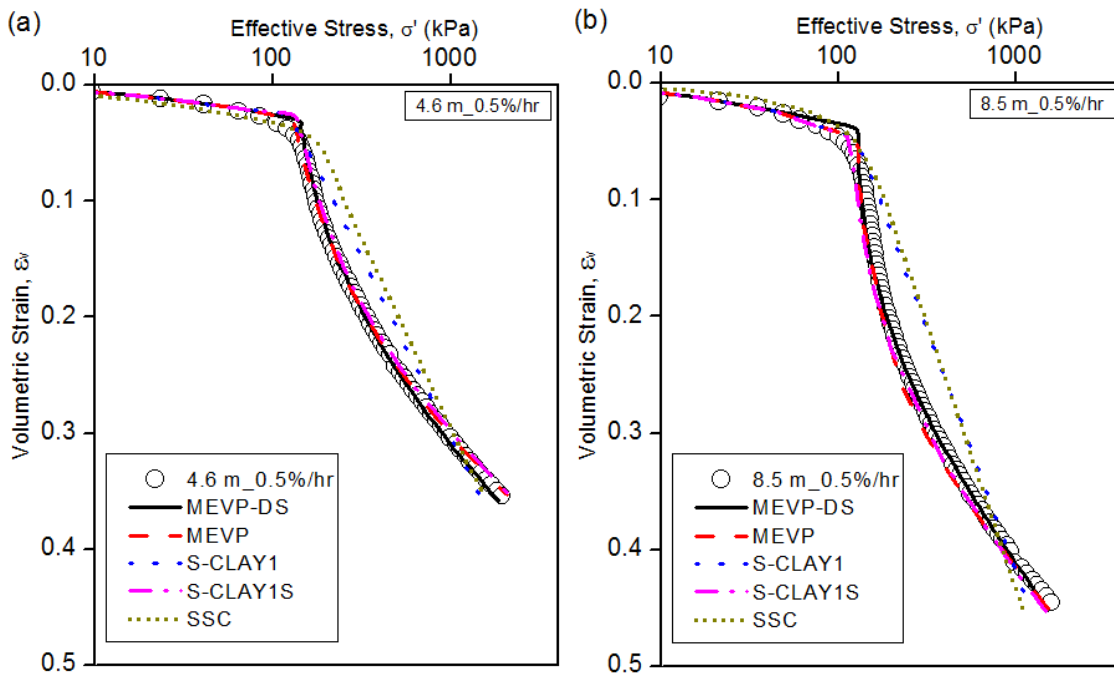 (a)
Effective Stress, σ' (kPa)
10 100 1000
0.0
0.1
0.2
0.3
0.4
0.5
Volumetric Strain, εv
4.6 m_0.5%/hr
4.6 m_0.5%/hr
MEVP-DS
MEVP
S-CLAY1
S-CLAY1S
SSC
(b)
Effective Stress, σ' (kPa)
10 100 1000
0.0
0.1
0.2
0.3
0.4
0.5
Volumetric Strain, εv
8.5 m_0.5%/hr
8.5 m_0.5%/hr
MEVP-DS
MEVP
S-CLAY1
S-CLAY1S
SSC